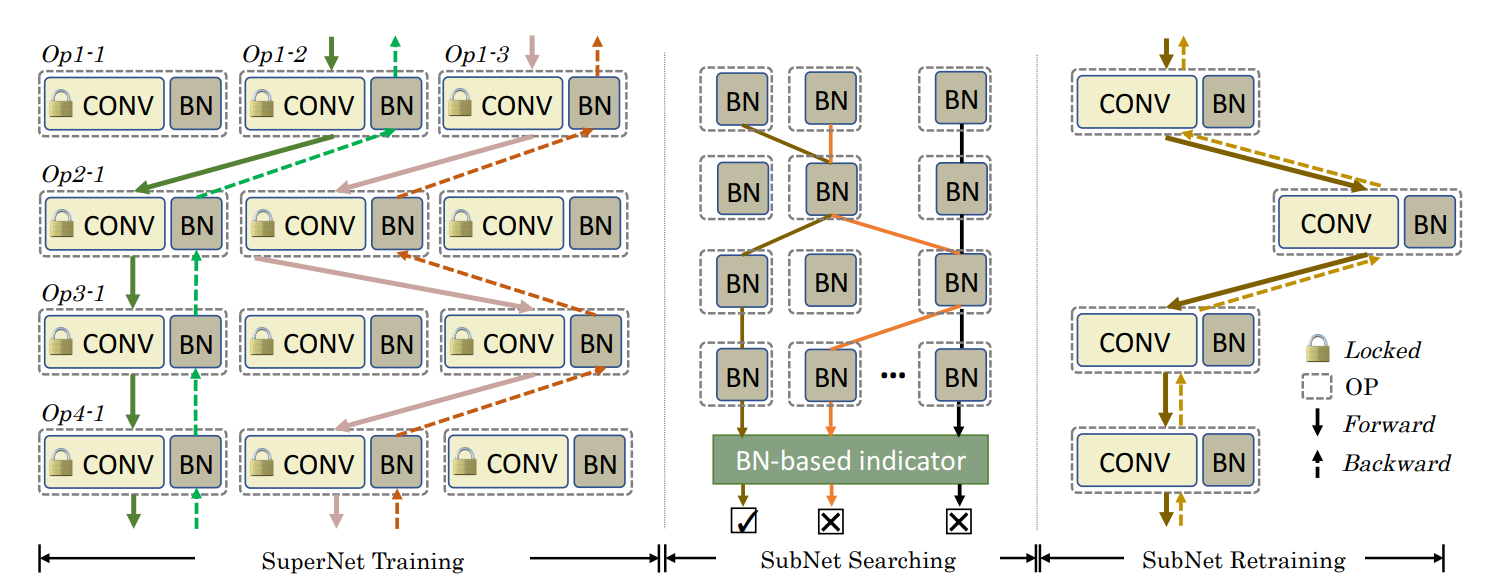 Op1-1 Op1-2 Op1-3
CONV BN CONV BN CONV BN
Op2-1
CONV BN CONV BN CONV BN
Op3-1
CONV BN CONV BN CONV BN
Op4-1
CONV BN CONV BN CONV BN
SuperNet Training
BN BN BN
BN BN BN
BN BN BN
BN BN ... BN
BN-based indicator
SubNet Searching
CONV BN
CONV BN
CONV BN
CONV BN
Locked
OP
Forward
Backward
SubNet Retraining